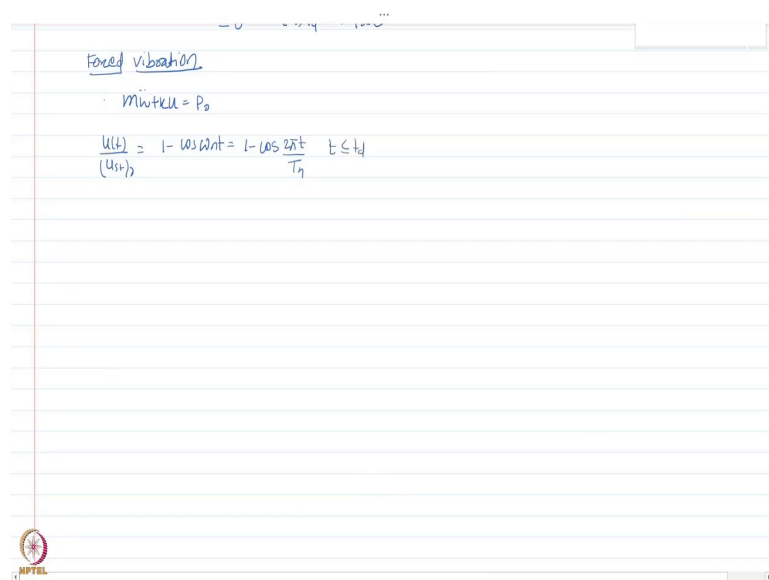 Forced vibration
mü+ku = P₀
u(t)/(ust)₀ = 1 - cos ωnt = 1 - cos 2πt/Tn t ≤ td
NPTEL